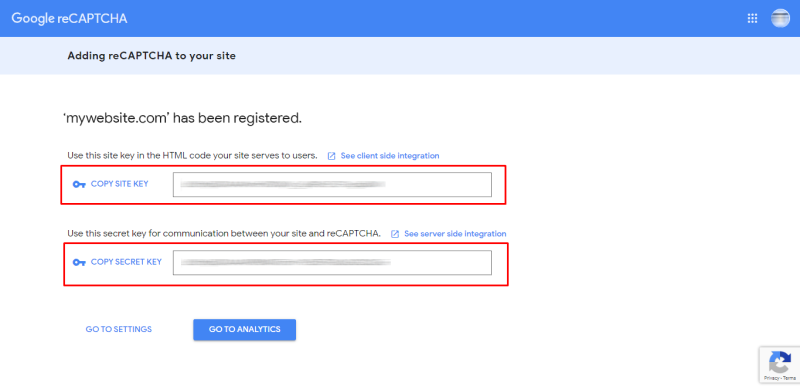 Google reCAPTCHA
Adding reCAPTCHA to your site
‘mywebsite.com’ has been registered.
Use this site key in the HTML code your site serves to users. See client side integration
COPY SITE KEY
Use this secret key for communication between your site and reCAPTCHA. See server side integration
COPY SECRET KEY
GO TO SETTINGS GO TO ANALYTICS
Privacy - Terms